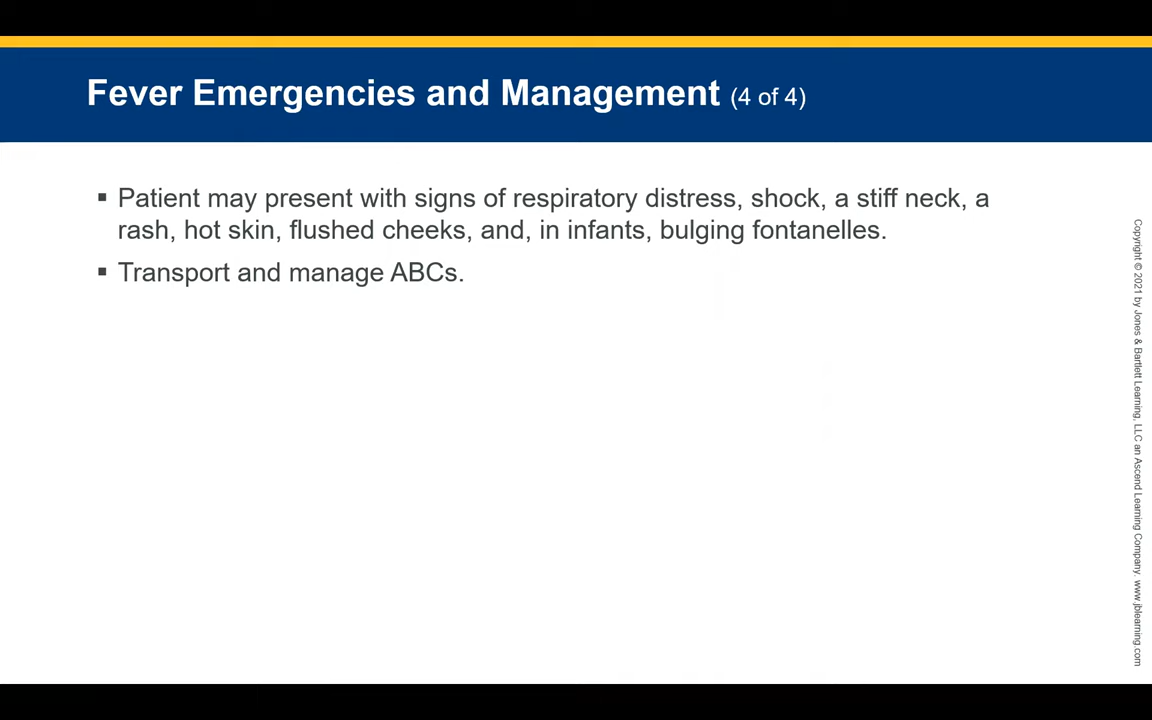 Fever Emergencies and Management (4 of 4)
▪ Patient may present with signs of respiratory distress, shock, a stiff neck, a
rash, hot skin, flushed cheeks, and, in infants, bulging fontanelles.
▪ Transport and manage ABCs.
Copyright © 2021 by Jones & Bartlett Learning, LLC an Ascend Learning Company. www.jblearning.com